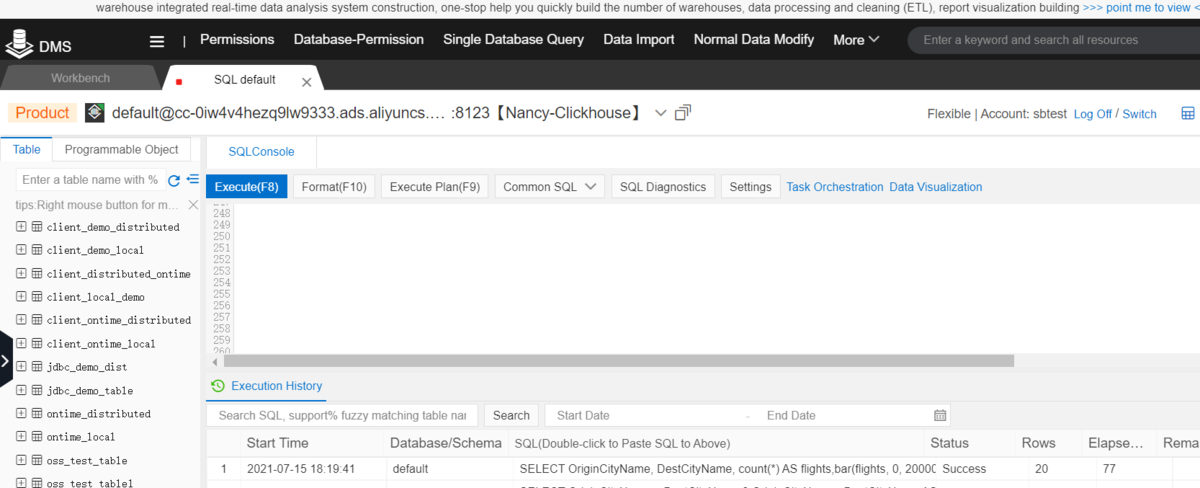 warehouse integrated real-time data analysis system construction, one-stop help you quickly build the number of warehouses, data processing and cleaning (ETL), report visualization building >>> point me to view <
DMS | Permissions Database-Permission Single Database Query Data Import Normal Data Modify More Enter a keyword and search all resources
Workbench SQL default
Product default@cc-0iw4v4hezq9lw9333.ads.aliyuncs.... :8123【Nancy-Clickhouse】 Flexible | Account: sbtest Log Off / Switch
Table Programmable Object SQLConsole
Enter a table name with % Execute(F8) Format(F10) Execute Plan(F9) Common SQL SQL Diagnostics Settings Task Orchestration Data Visualization
tips:Right mouse button for m...
client_demo_distributed
client_demo_local
client_distributed_ontime
client_local_demo
client_ontime_distributed
client_ontime_local
jdbc_demo_dist
jdbc_demo_table
ontime_distributed
ontime_local
oss_test_table
oss_test_table1
248
249
250
251
252
253
254
255
256
257
258
259
260
Execution History
Search SQL, support% fuzzy matching table nar Search Start Date - End Date
Start Time Database/Schema SQL(Double-click to Paste SQL to Above) Status Rows Elapse... Rema
1 2021-07-15 18:19:41 default SELECT OriginCityName, DestCityName, count(*) AS flights,bar(flights, 0, 20000 Success 20 77